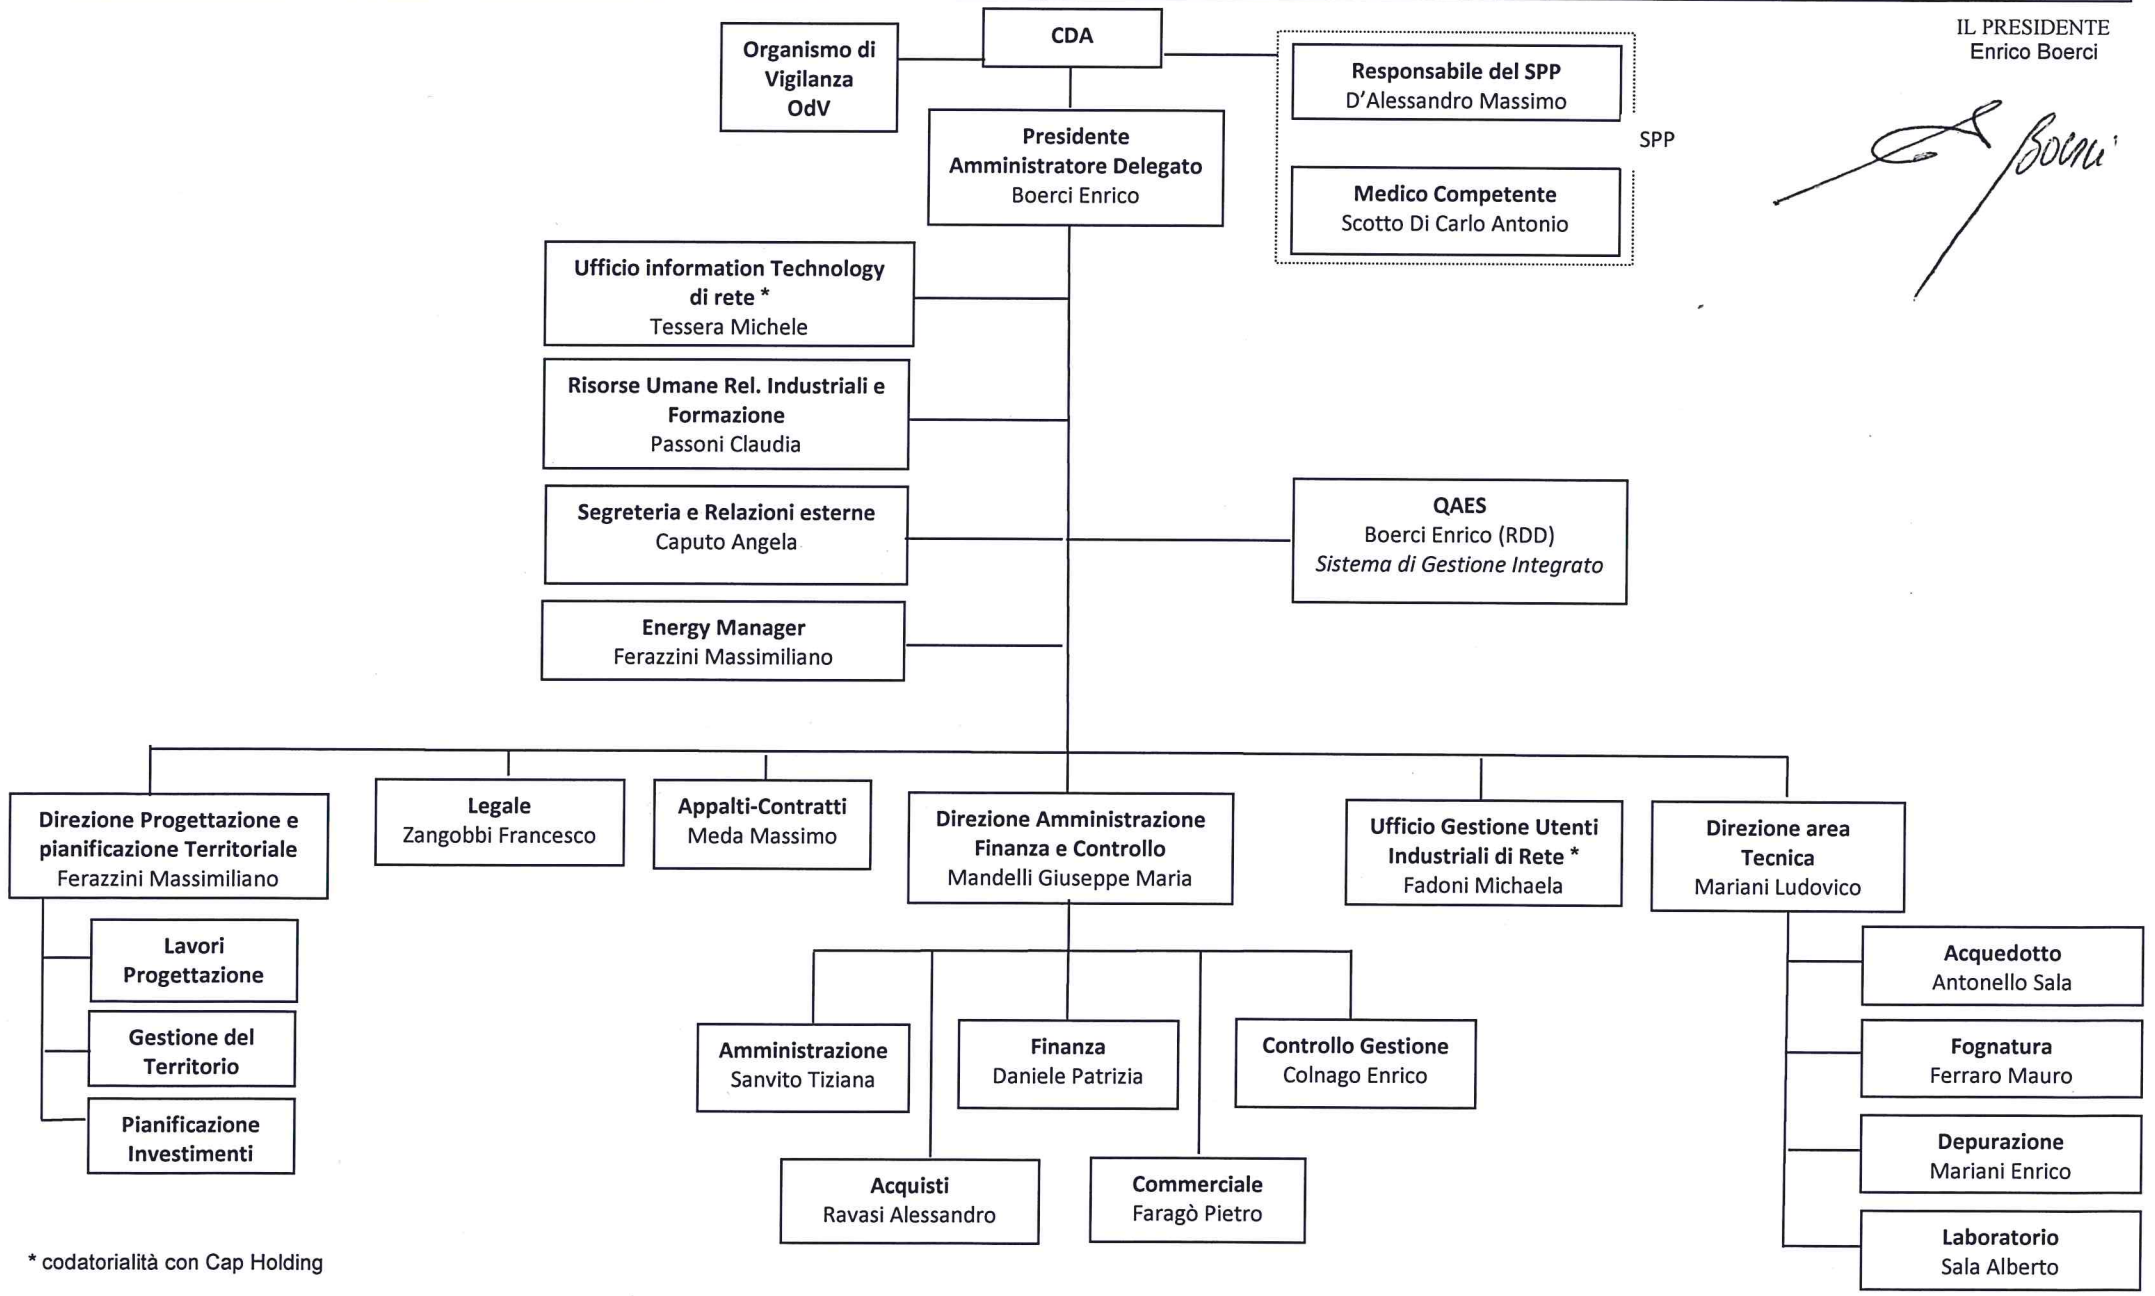 IL PRESIDENTE
Enrico Boerci
Boerci
CDA
Organismo di
Vigilanza
OdV
Responsabile del SPP
D'Alessandro Massimo
SPP
Medico Competente
Scotto Di Carlo Antonio
Presidente
Amministratore Delegato
Boerci Enrico
Ufficio information Technology
di rete *
Tessera Michele
Risorse Umane Rel. Industriali e
Formazione
Passoni Claudia
Segreteria e Relazioni esterne
Caputo Angela
QAES
Boerci Enrico (RDD)
Sistema di Gestione Integrato
Energy Manager
Ferazzini Massimiliano
Direzione Progettazione e
pianificazione Territoriale
Ferazzini Massimiliano
Legale
Zangobbi Francesco
Appalti-Contratti
Meda Massimo
Direzione Amministrazione
Finanza e Controllo
Mandelli Giuseppe Maria
Ufficio Gestione Utenti
Industriali di Rete *
Fadoni Michaela
Direzione area
Tecnica
Mariani Ludovico
Lavori
Progettazione
Gestione del
Territorio
Pianificazione
Investimenti
Amministrazione
Sanvito Tiziana
Finanza
Daniele Patrizia
Controllo Gestione
Colnago Enrico
Acquisti
Ravasi Alessandro
Commerciale
Faragò Pietro
Acquedotto
Antonello Sala
Fognatura
Ferraro Mauro
Depurazione
Mariani Enrico
Laboratorio
Sala Alberto
* codatorialità con Cap Holding